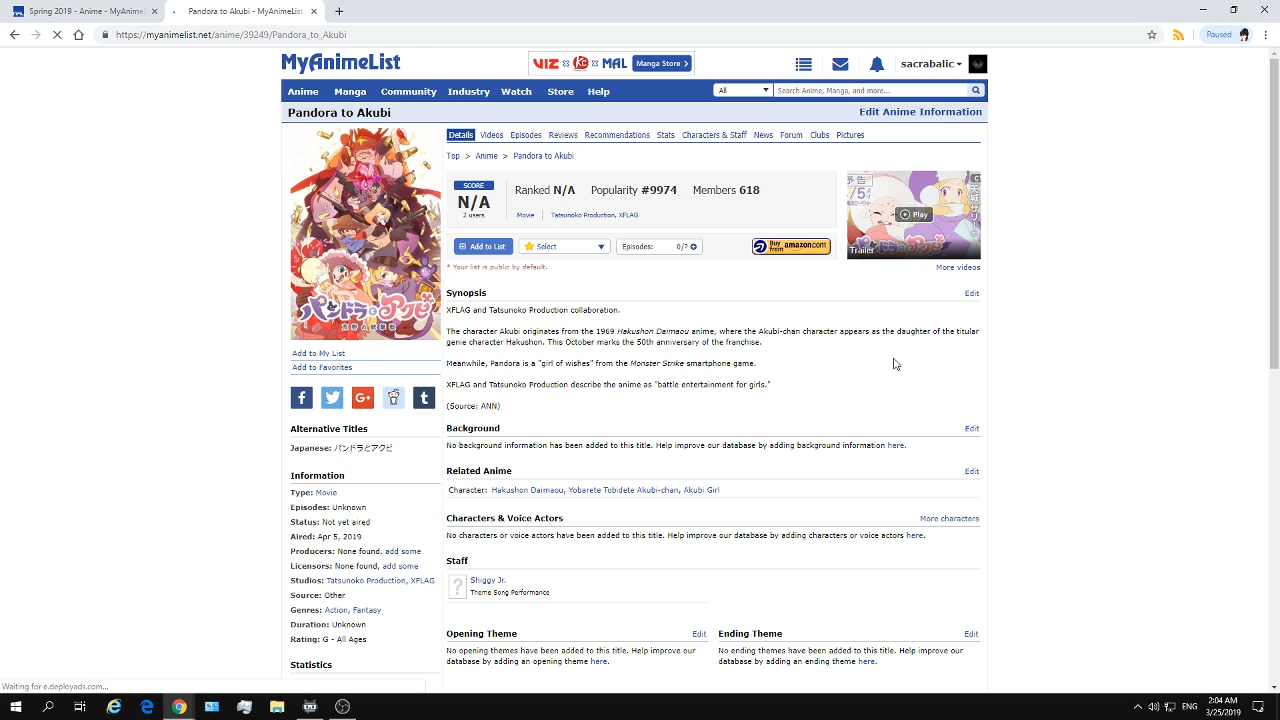 Spring 2019 - Anime - MyAnimeList
Pandora to Akubi - MyAnimeList
https://myanimelist.net/anime/39249/Pandora_to_Akubi
Paused
MyAnimeList
VIZ MAL Manga Store
sacrabalic
Anime Manga Community Industry Watch Store Help
All Search Anime, Manga, and more...
Pandora to Akubi
Edit Anime Information
パンドラとアクビ
Details Videos Episodes Reviews Recommendations Stats Characters & Staff News Forum Clubs Pictures
Top > Anime > Pandora to Akubi
SCORE
N/A
2 users
Ranked N/A Popularity #9974 Members 618
Movie Tatsunoko Production, XFLAG
Add to List Select Episodes: 0/?
Buy from amazon.com
* Your list is public by default.
予告
Play
Trailer
More videos
Synopsis Edit
XFLAG and Tatsunoko Production collaboration.
The character Akubi originates from the 1969 Hakushon Daimaou anime, where the Akubi-chan character appears as the daughter of the titular
genie character Hakushon. This October marks the 50th anniversary of the franchise.
Meanwhile, Pandora is a "girl of wishes" from the Monster Strike smartphone game.
XFLAG and Tatsunoko Production describe the anime as "battle entertainment for girls."
(Source: ANN)
Background Edit
No background information has been added to this title. Help improve our database by adding background information here.
Related Anime Edit
Character: Hakushon Daimaou, Yobarete Tobidete Akubi-chan, Akubi Girl
Characters & Voice Actors More characters
No characters or voice actors have been added to this title. Help improve our database by adding characters or voice actors here.
Staff
Shiggy Jr.
Theme Song Performance
Opening Theme Edit
No opening themes have been added to this title. Help improve our
database by adding an opening theme here.
Ending Theme Edit
No ending themes have been added to this title. Help improve our
database by adding an ending theme here.
Add to My List
Add to Favorites
Alternative Titles
Japanese: パンドラとアクビ
Information
Type: Movie
Episodes: Unknown
Status: Not yet aired
Aired: Apr 5, 2019
Producers: None found, add some
Licensors: None found, add some
Studios: Tatsunoko Production, XFLAG
Source: Other
Genres: Action, Fantasy
Duration: Unknown
Rating: G - All Ages
Statistics
Waiting for e.deployads.com...
ENG
2:04 AM
3/25/2019